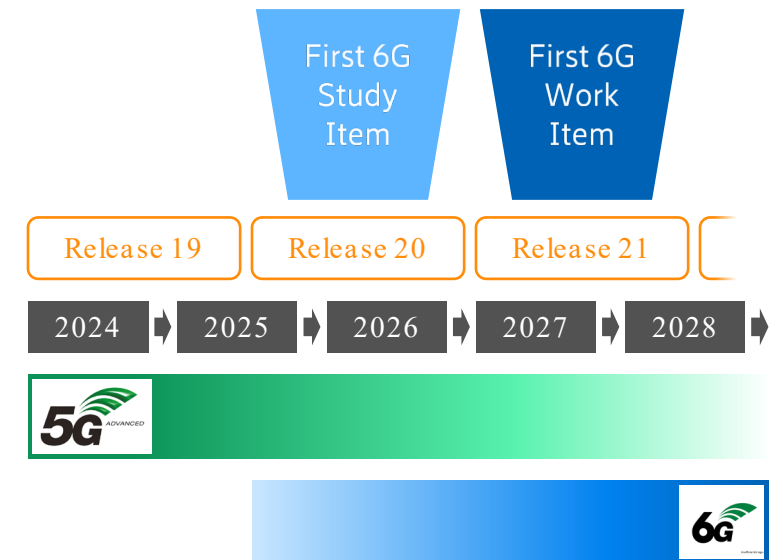 First 6G
Study
Item
First 6G
Work
Item
Release 19
Release 20
Release 21
2024
2025
2026
2027
2028
5G
ADVANCED
6G